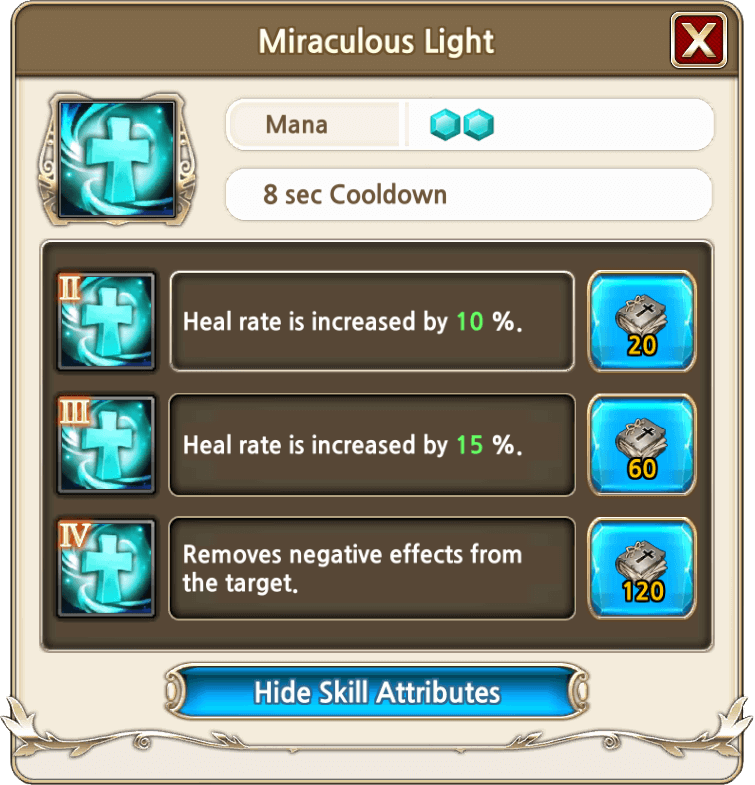 Miraculous Light
X
Mana
8 sec Cooldown
II
Heal rate is increased by 10 %.
20
III
Heal rate is increased by 15 %.
60
IV
Removes negative effects from
the target.
120
Hide Skill Attributes